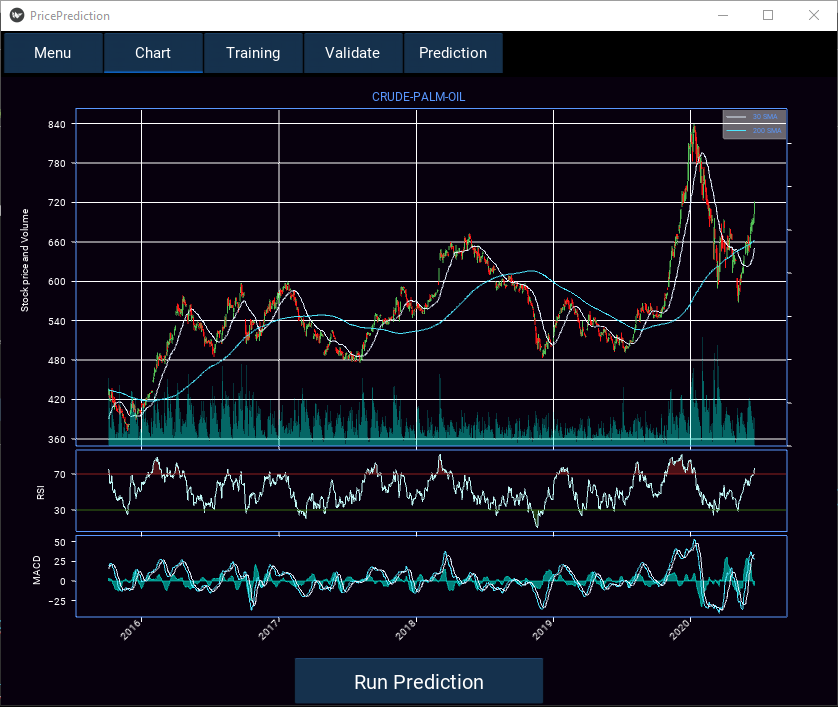 PricePrediction
Menu Chart Training Validate Prediction
CRUDE-PALM-OIL
30 SMA
200 SMA
Stock price and Volume
840
780
720
660
600
540
480
420
360
RSI
70
30
MACD
50
25
0
−25
2016 2017 2018 2019 2020
Run Prediction